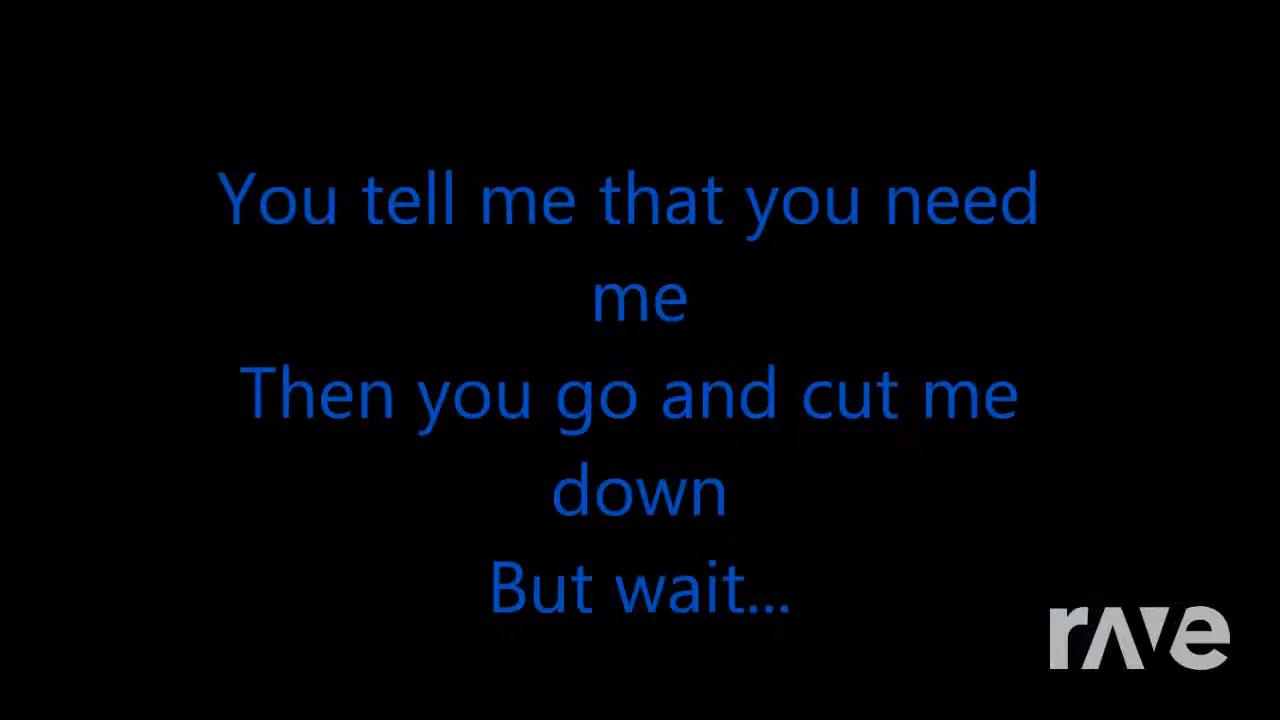 You tell me that you need
me
Then you go and cut me
down
But wait...
rave